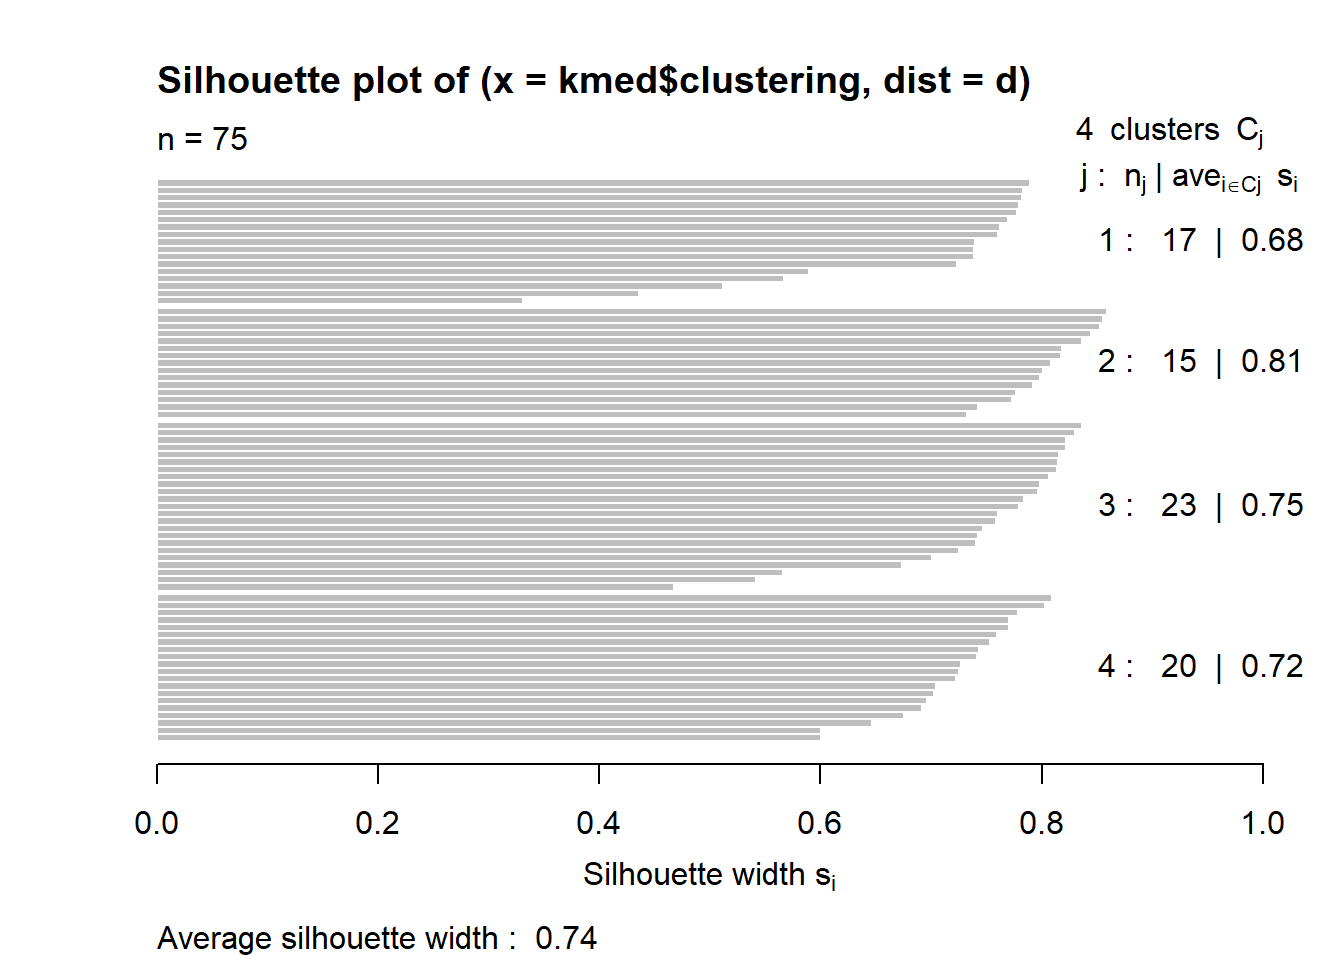 Silhouette plot of (x = kmed$clustering, dist = d)
n = 75
4 clusters Cj
j : nj | avei∈Cj si
1 : 17 | 0.68
2 : 15 | 0.81
3 : 23 | 0.75
4 : 20 | 0.72
0.0 0.2 0.4 0.6 0.8 1.0
Silhouette width si
Average silhouette width : 0.74